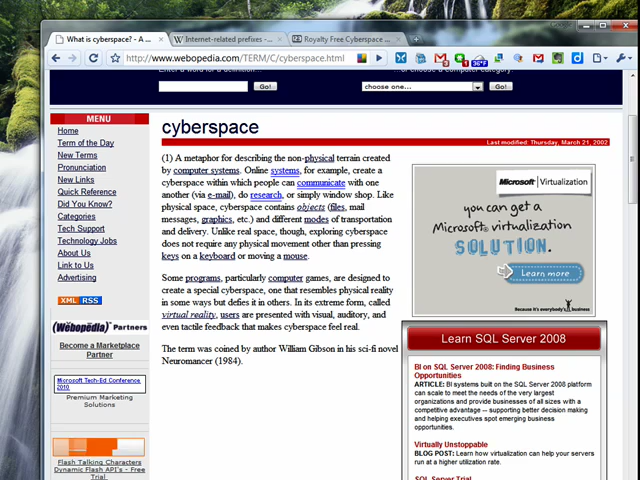 What is cyberspace? - A ...
Internet-related prefixes - ...
Royalty Free Cyberspace ...
http://www.webopedia.com/TERM/C/cyberspace.html
36°F
Enter a word for a definition...
...or choose a computer category.
Go!
choose one...
Go!
MENU
Home
Term of the Day
New Terms
Pronunciation
New Links
Quick Reference
Did You Know?
Categories
Tech Support
Technology Jobs
About Us
Link to Us
Advertising
XML RSS
Webopedia Partners
Become a Marketplace
Partner
Microsoft Tech-Ed Conference
2010
Premium Marketing
Solutions
Flash Talking Characters
Dynamic Flash API's - Free
Trial
cyberspace
Last modified: Thursday, March 21, 2002
(1) A metaphor for describing the non-physical terrain created
by computer systems. Online systems, for example, create a
cyberspace within which people can communicate with one
another (via e-mail), do research, or simply window shop. Like
physical space, cyberspace contains objects (files, mail
messages, graphics, etc.) and different modes of transportation
and delivery. Unlike real space, though, exploring cyberspace
does not require any physical movement other than pressing
keys on a keyboard or moving a mouse.
Some programs, particularly computer games, are designed to
create a special cyberspace, one that resembles physical reality
in some ways but defies it in others. In its extreme form, called
virtual reality, users are presented with visual, auditory, and
even tactile feedback that makes cyberspace feel real.
The term was coined by author William Gibson in his sci-fi novel
Neuromancer (1984).
Microsoft Virtualization
you can get a
Microsoft virtualization
SOLUTION.
Learn more
Because it's everybody's business
Learn SQL Server 2008
BI on SQL Server 2008: Finding Business
Opportunities
ARTICLE: BI systems built on the SQL Server 2008 platform
can scale to meet the needs of the very largest
organizations and provide businesses of all sizes with a
competitive advantage -- supporting better decision making
and helping executives spot emerging business
opportunities.
Virtually Unstoppable
BLOG POST: Learn how virtualization can help your servers
run at a higher utilization rate.
SQL Server Trial